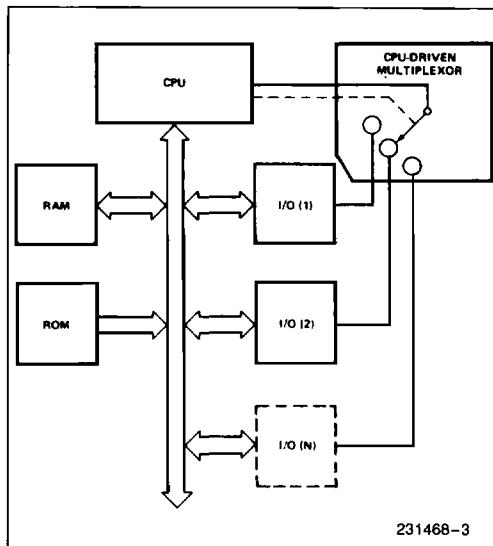 CPU
CPU-DRIVEN
MULTIPLEXOR
RAM
I/O (1)
ROM
I/O (2)
I/O (N)
231468-3